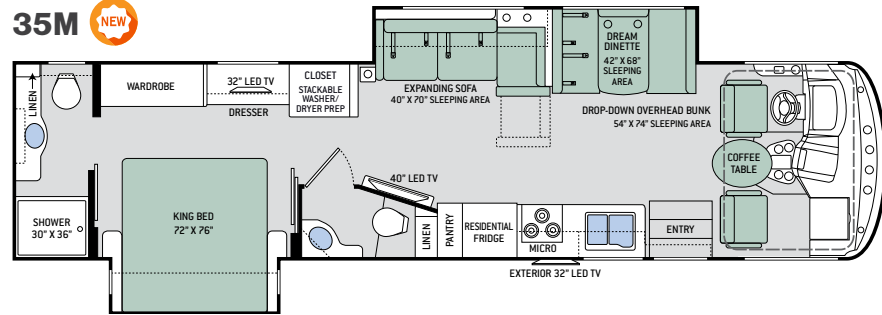 35M
NEW
LINEN
WARDROBE
32" LED TV
DRESSER
CLOSET
STACKABLE
WASHER/
DRYER PREP
EXPANDING SOFA
40" X 70" SLEEPING AREA
DREAM
DINETTE
42" X 68"
SLEEPING
AREA
DROP-DOWN OVERHEAD BUNK
54" X 74" SLEEPING AREA
COFFEE
TABLE
SHOWER
30" X 36"
KING BED
72" X 76"
40" LED TV
LINEN
PANTRY
RESIDENTIAL
FRIDGE
MICRO
ENTRY
EXTERIOR 32" LED TV